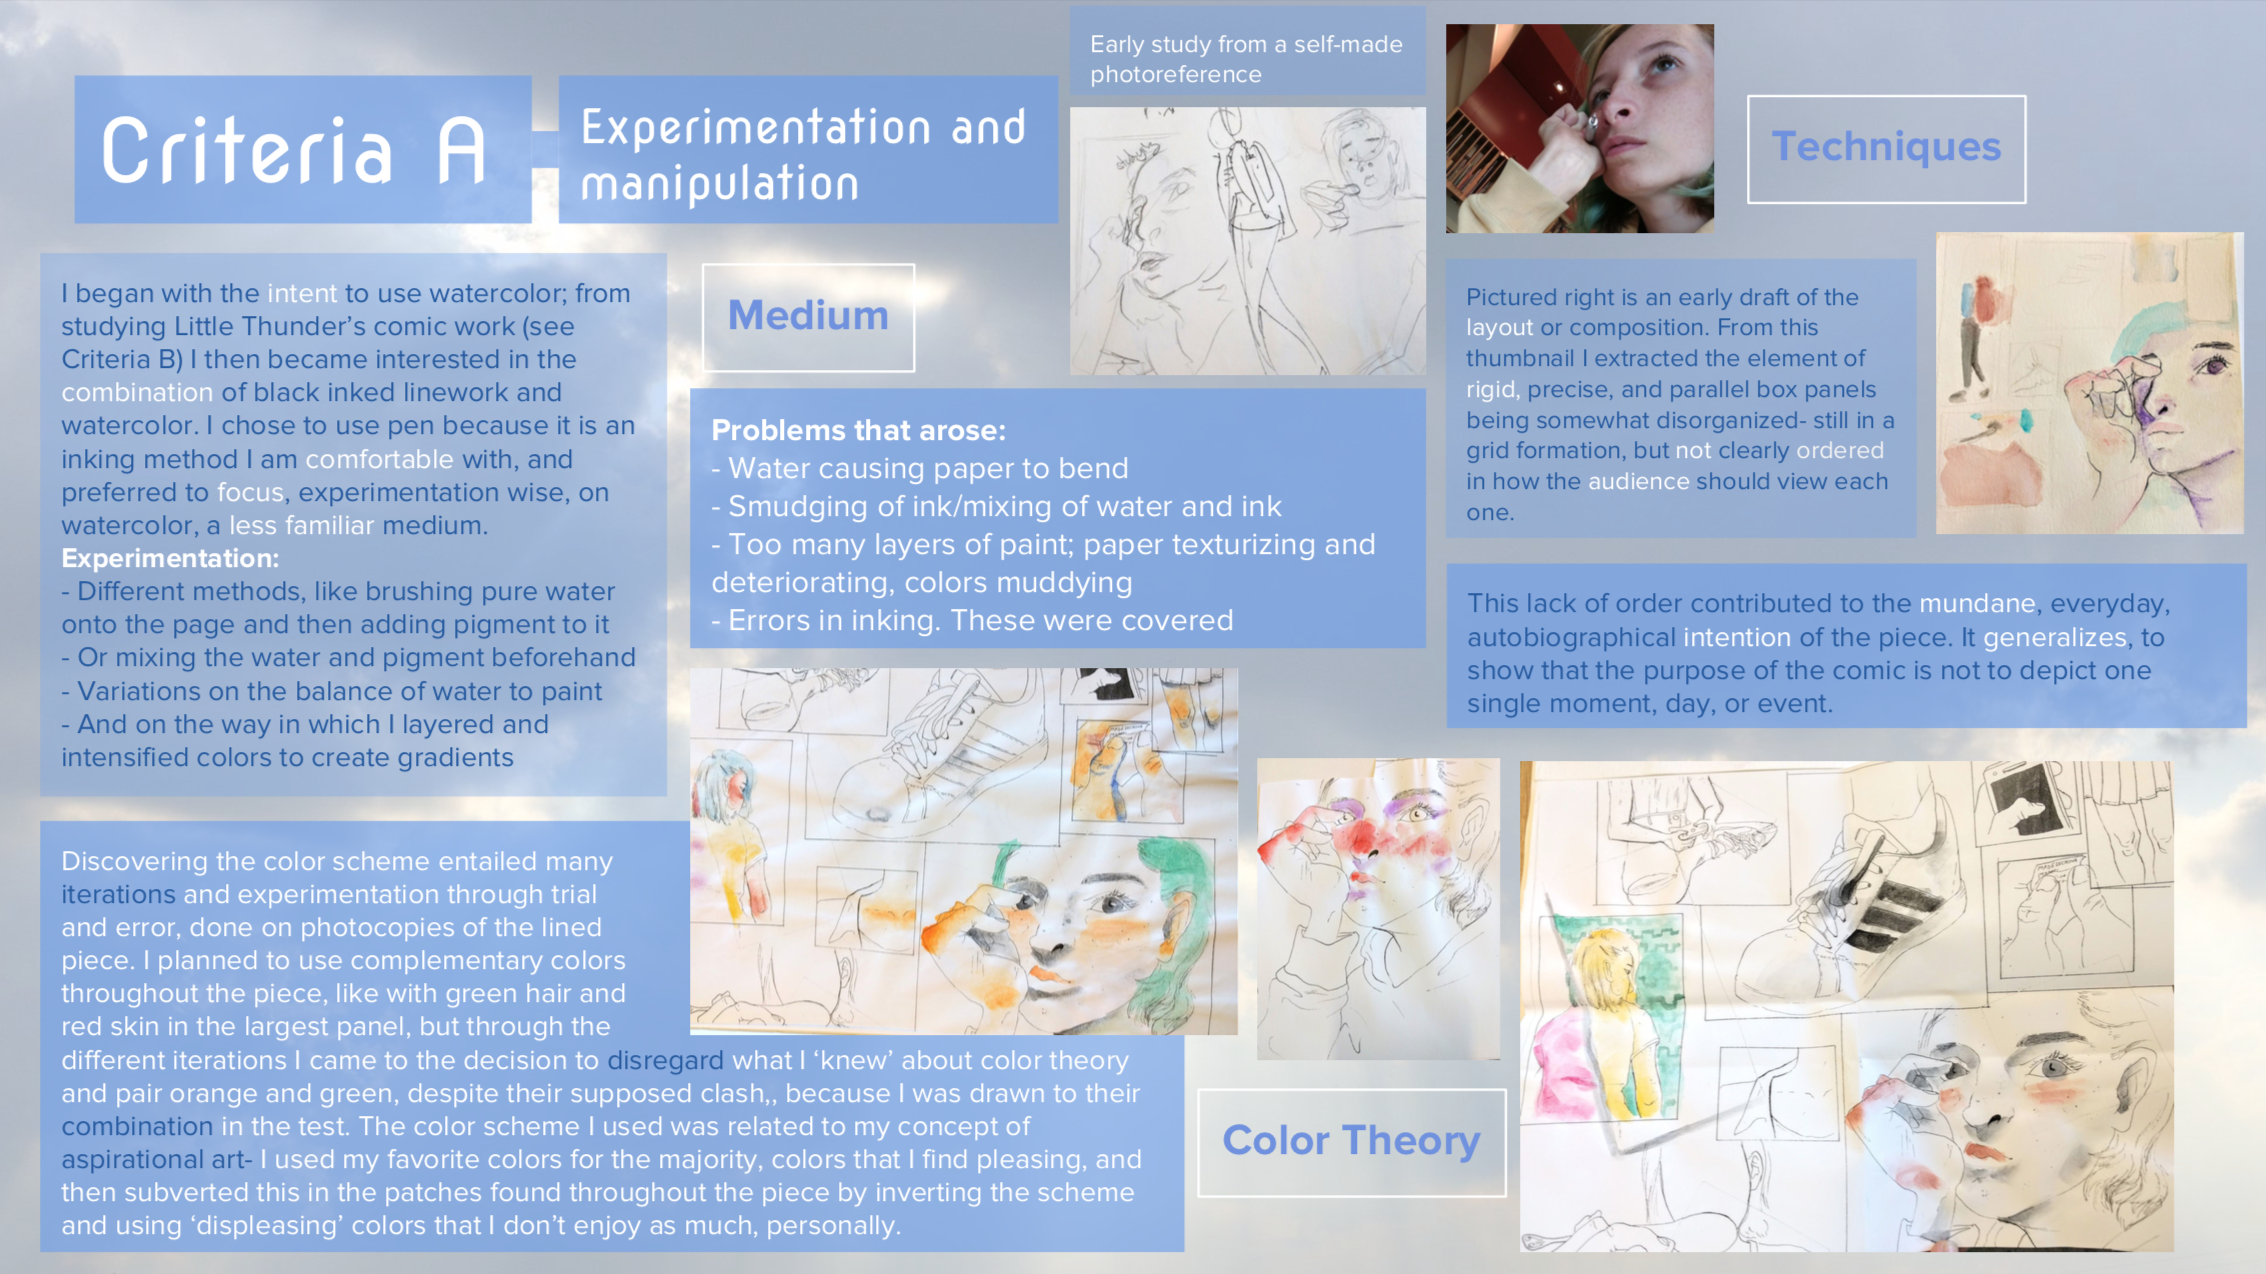 Criteria A
Experimentation and
manipulation
Early study from a self-made
photoreference
Techniques
I began with the intent to use watercolor; from
studying Little Thunder's comic work (see
Criteria B) I then became interested in the
combination of black inked linework and
watercolor. I chose to use pen because it is an
inking method I am comfortable with, and
preferred to focus, experimentation wise, on
watercolor, a less familiar medium.
Experimentation:
- Different methods, like brushing pure water
onto the page and then adding pigment to it
- Or mixing the water and pigment beforehand
- Variations on the balance of water to paint
- And on the way in which I layered and
intensified colors to create gradients
Medium
Problems that arose:
- Water causing paper to bend
- Smudging of ink/mixing of water and ink
- Too many layers of paint; paper texturizing and
deteriorating, colors muddying
- Errors in inking. These were covered
Pictured right is an early draft of the
layout or composition. From this
thumbnail I extracted the element of
rigid, precise, and parallel box panels
being somewhat disorganized- still in a
grid formation, but not clearly ordered
in how the audience should view each
one.
This lack of order contributed to the mundane, everyday,
autobiographical intention of the piece. It generalizes, to
show that the purpose of the comic is not to depict one
single moment, day, or event.
Discovering the color scheme entailed many
iterations and experimentation through trial
and error, done on photocopies of the lined
piece. I planned to use complementary colors
throughout the piece, like with green hair and
red skin in the largest panel, but through the
different iterations I came to the decision to disregard what I ‘knew’ about color theory
and pair orange and green, despite their supposed clash,, because I was drawn to their
combination in the test. The color scheme I used was related to my concept of
aspirational art- I used my favorite colors for the majority, colors that I find pleasing, and
then subverted this in the patches found throughout the piece by inverting the scheme
and using ‘displeasing’ colors that I don’t enjoy as much, personally.
Color Theory